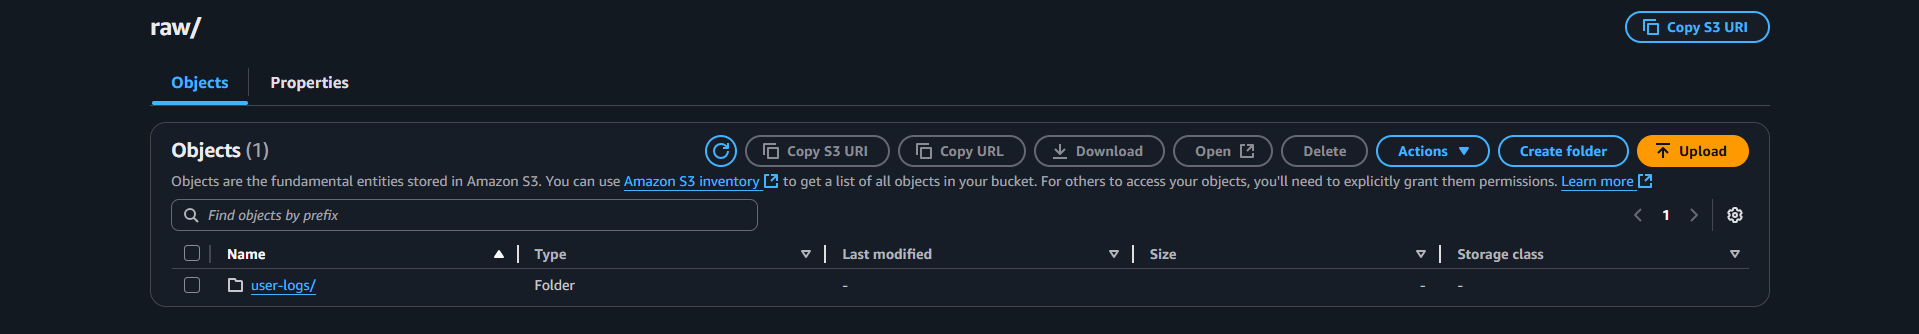 raw/
Copy S3 URI
Objects
Properties
Objects (1)
Copy S3 URI
Copy URL
Download
Open
Delete
Actions
Create folder
Upload
Objects are the fundamental entities stored in Amazon S3. You can use Amazon S3 inventory to get a list of all objects in your bucket. For others to access your objects, you'll need to explicitly grant them permissions. Learn more
Find objects by prefix
1
Name
Type
Last modified
Size
Storage class
user-logs/
Folder
-
-
-